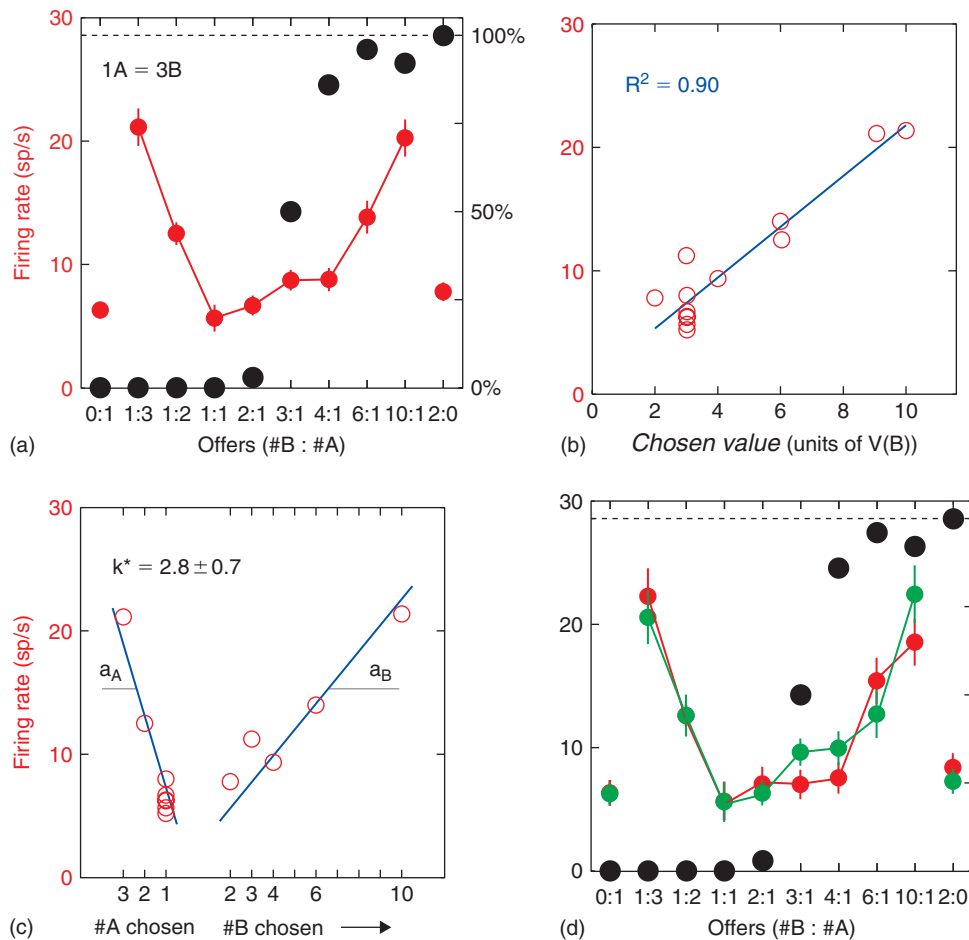 30
20
10
0
Firing rate (sp/s)
1A = 3B
100%
50%
0%
0:1 1:3 1:2 1:1 2:1 3:1 4:1 6:1 10:1 2:0
(a) Offers (#B : #A)
30
20
10
0
R² = 0.90
0 2 4 6 8 10
(b) Chosen value (units of V(B))
30
20
10
0
Firing rate (sp/s)
k* = 2.8 ± 0.7
aA
aB
3 2 1 2 3 4 6 10
(c) #A chosen #B chosen
30
20
10
0
0:1 1:3 1:2 1:1 2:1 3:1 4:1 6:1 10:1 2:0
(d) Offers (#B : #A)